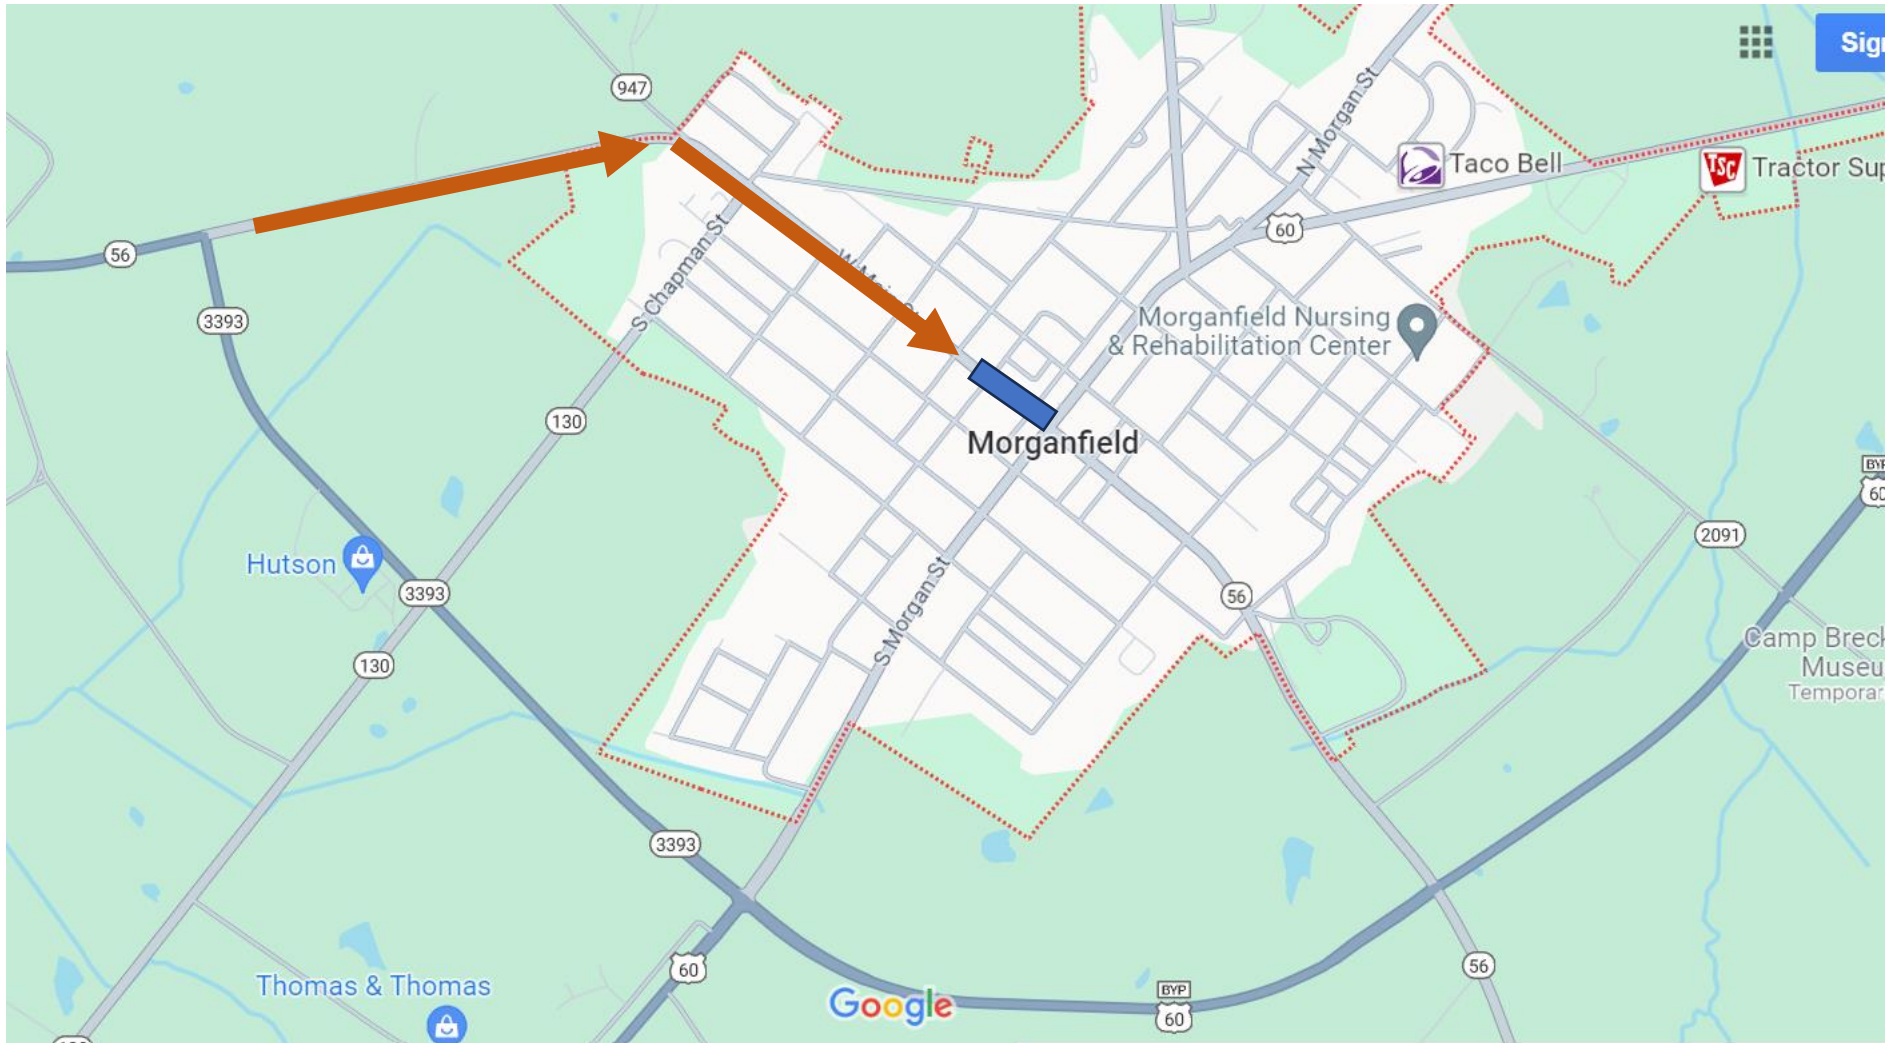 Sig
947
N Morgan St
Taco Bell
TSC
Tractor Sup
60
56
S Chapman St
3393
Morganfield Nursing
& Rehabilitation Center
130
Morganfield
BYP
60
2091
Hutson
3393
56
S Morgan St
130
Camp Breck
Museu
Temporar
3393
60
56
Thomas & Thomas
Google
BYP
60